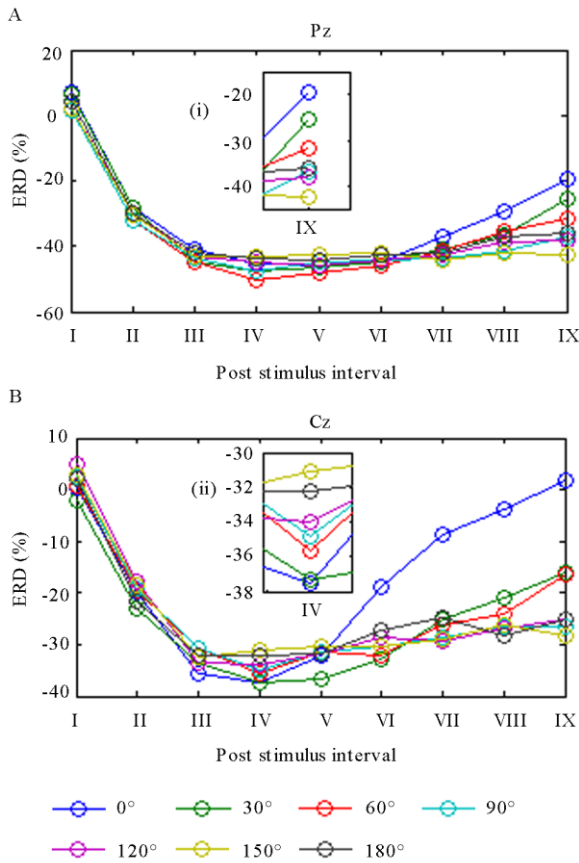 A
Pz
20
0
-20
-40
-60
ERD (%)
(i)
-20
-30
-40
IX
I II III IV V VI VII VIII IX
Post stimulus interval
B
Cz
10
0
-10
-20
-30
-40
ERD (%)
(ii)
-30
-32
-34
-36
-38
IV
I II III IV V VI VII VIII IX
Post stimulus interval
0° 30° 60° 90°
120° 150° 180°